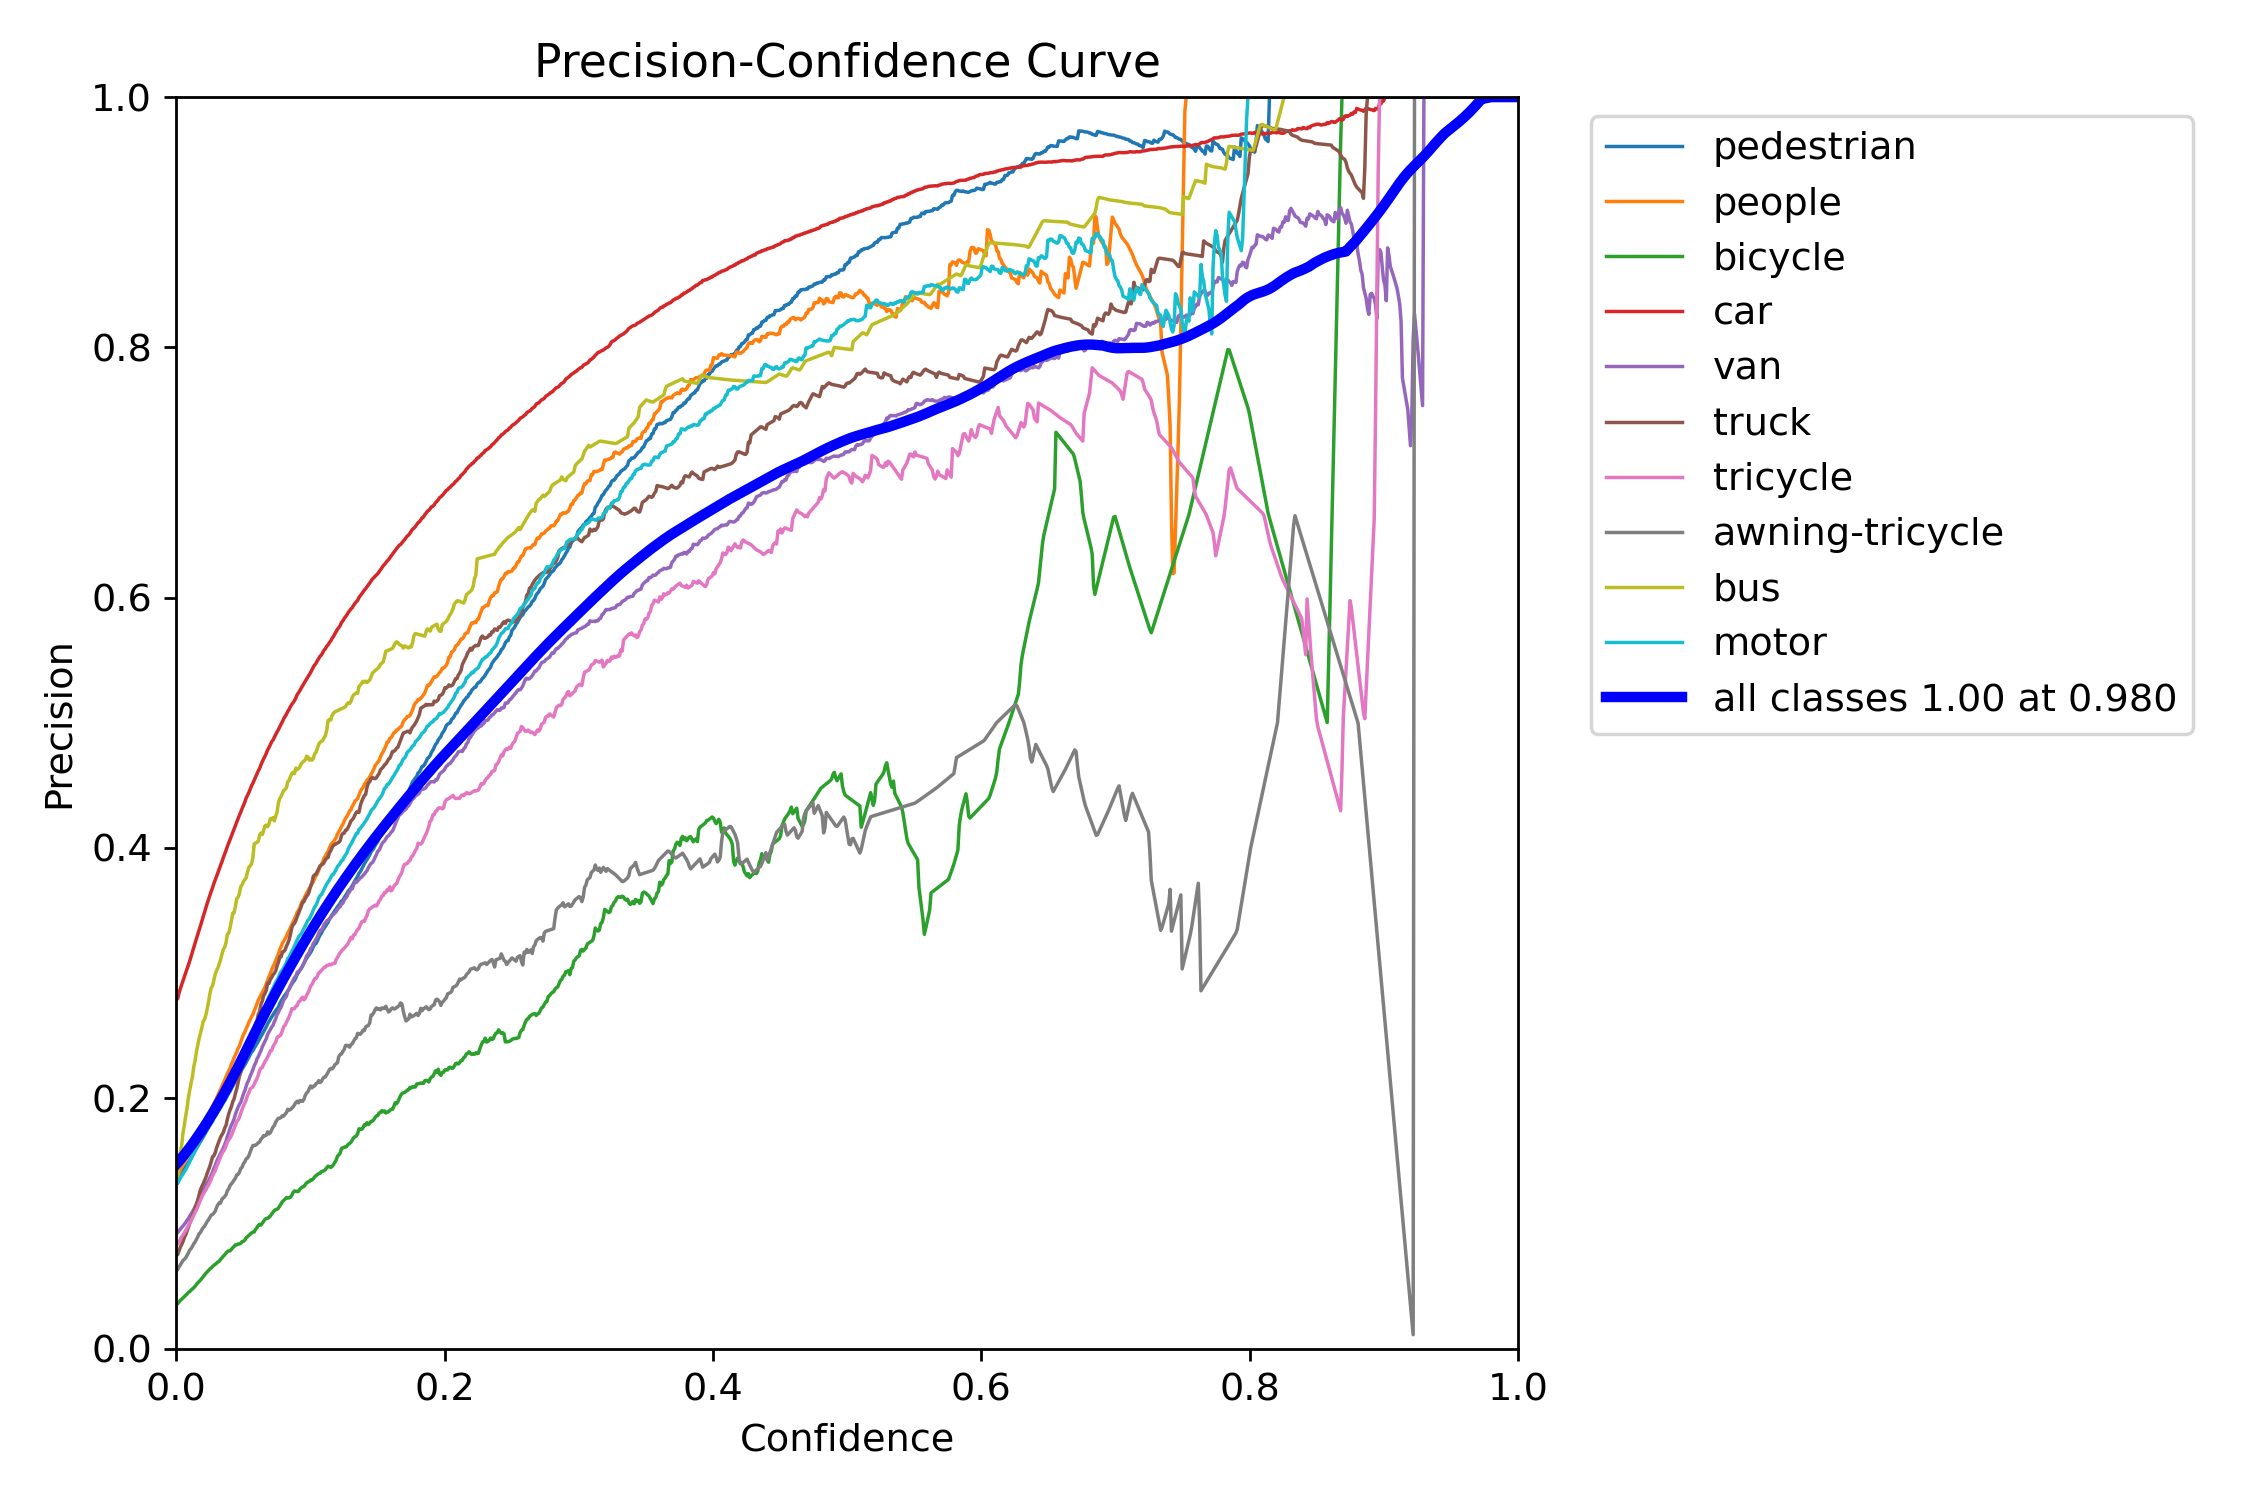 Precision-Confidence Curve
1.0
0.8
0.6
0.4
0.2
0.0
Precision
0.0 0.2 0.4 0.6 0.8 1.0
Confidence
pedestrian
people
bicycle
car
van
truck
tricycle
awning-tricycle
bus
motor
all classes 1.00 at 0.980